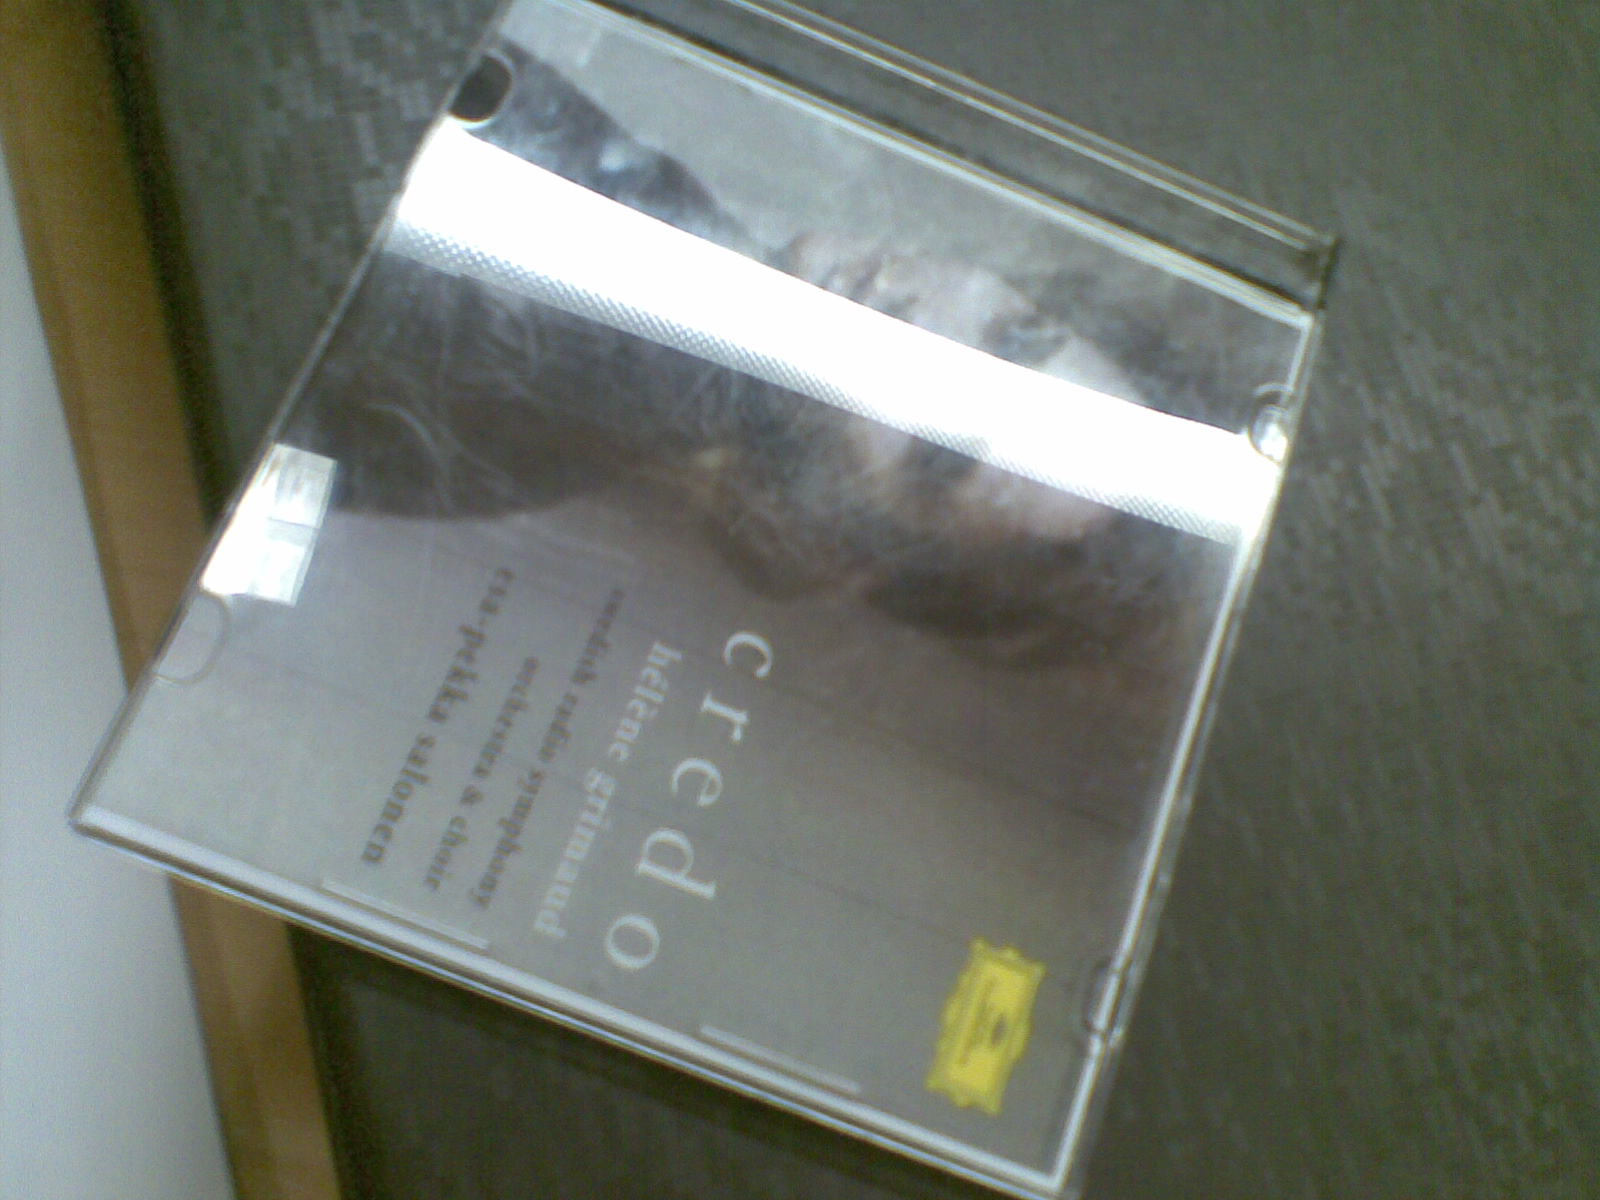 credo
hélène grimaud
swedish radio symphony
orchestra & choir
esa-pekka salonen